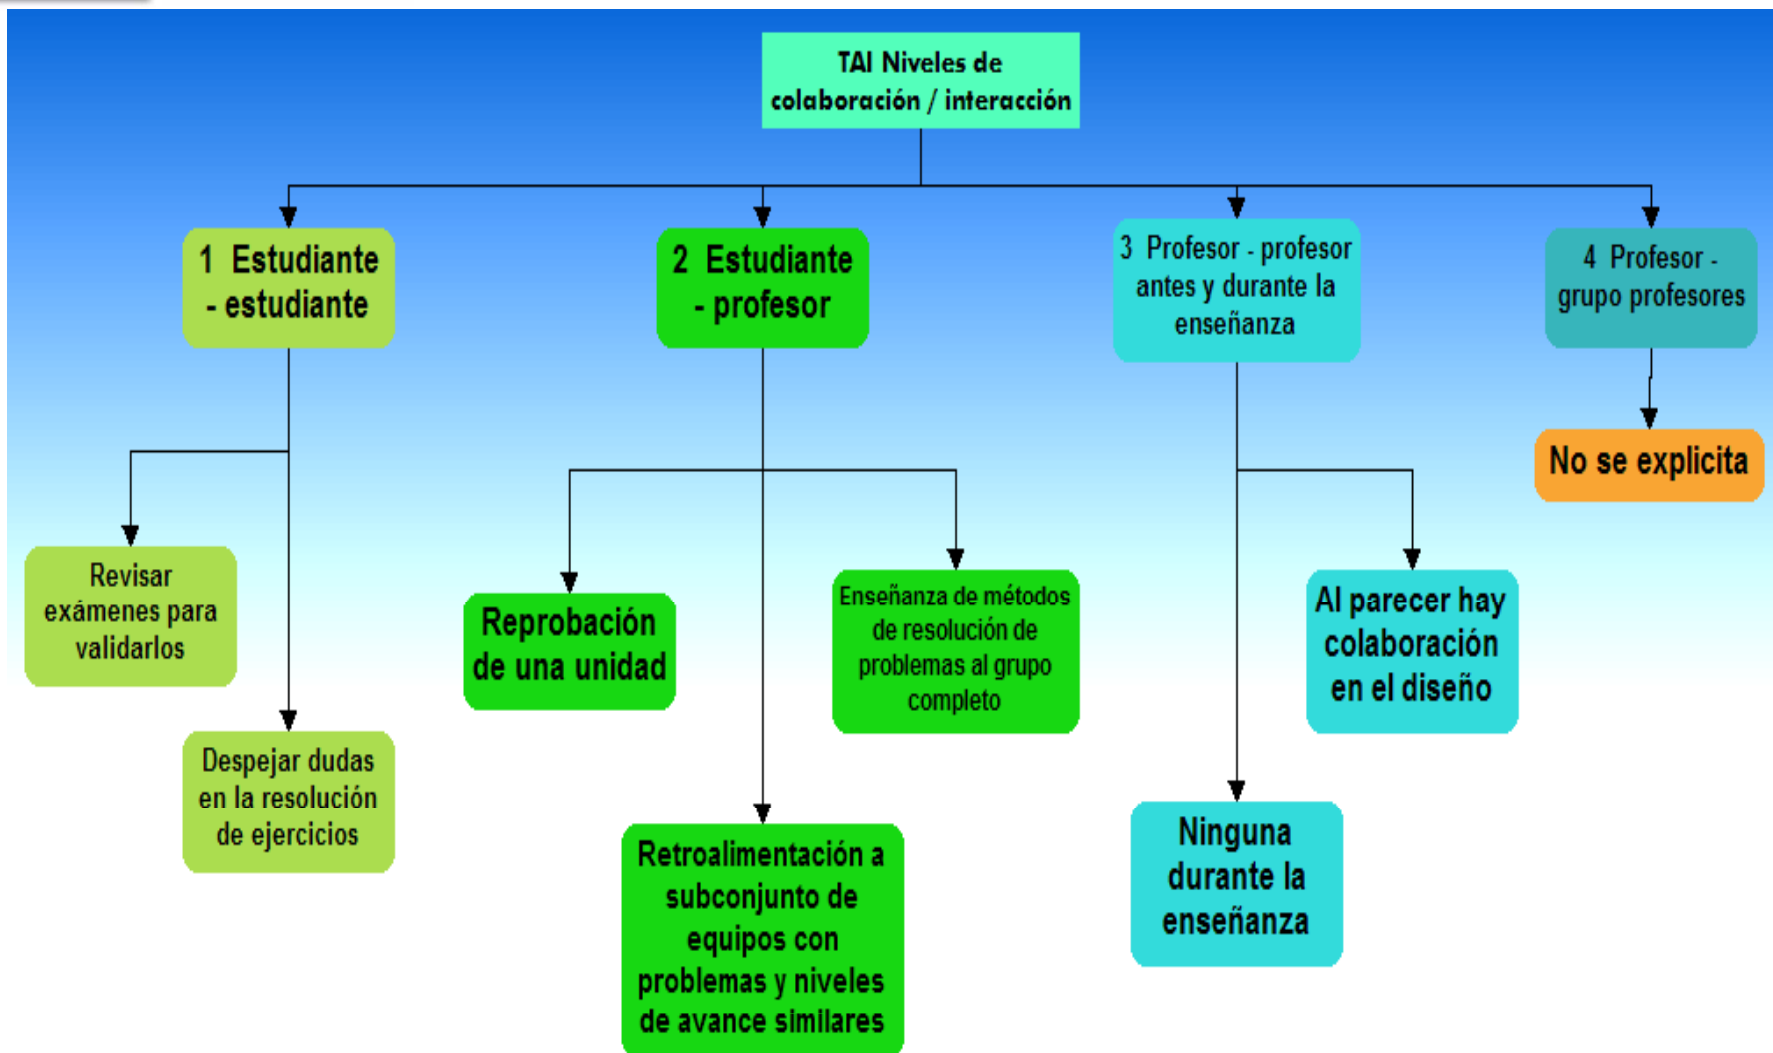 TAI Niveles de
colaboración / interacción
1 Estudiante
- estudiante
2 Estudiante
- profesor
3 Profesor - profesor
antes y durante la
enseñanza
4 Profesor -
grupo profesores
No se explicita
Revisar
exámenes para
validarlos
Despejar dudas
en la resolución
de ejercicios
Reprobación
de una unidad
Retroalimentación a
subconjunto de
equipos con
problemas y niveles
de avance similares
Enseñanza de métodos
de resolución de
problemas al grupo
completo
Ninguna
durante la
enseñanza
Al parecer hay
colaboración
en el diseño